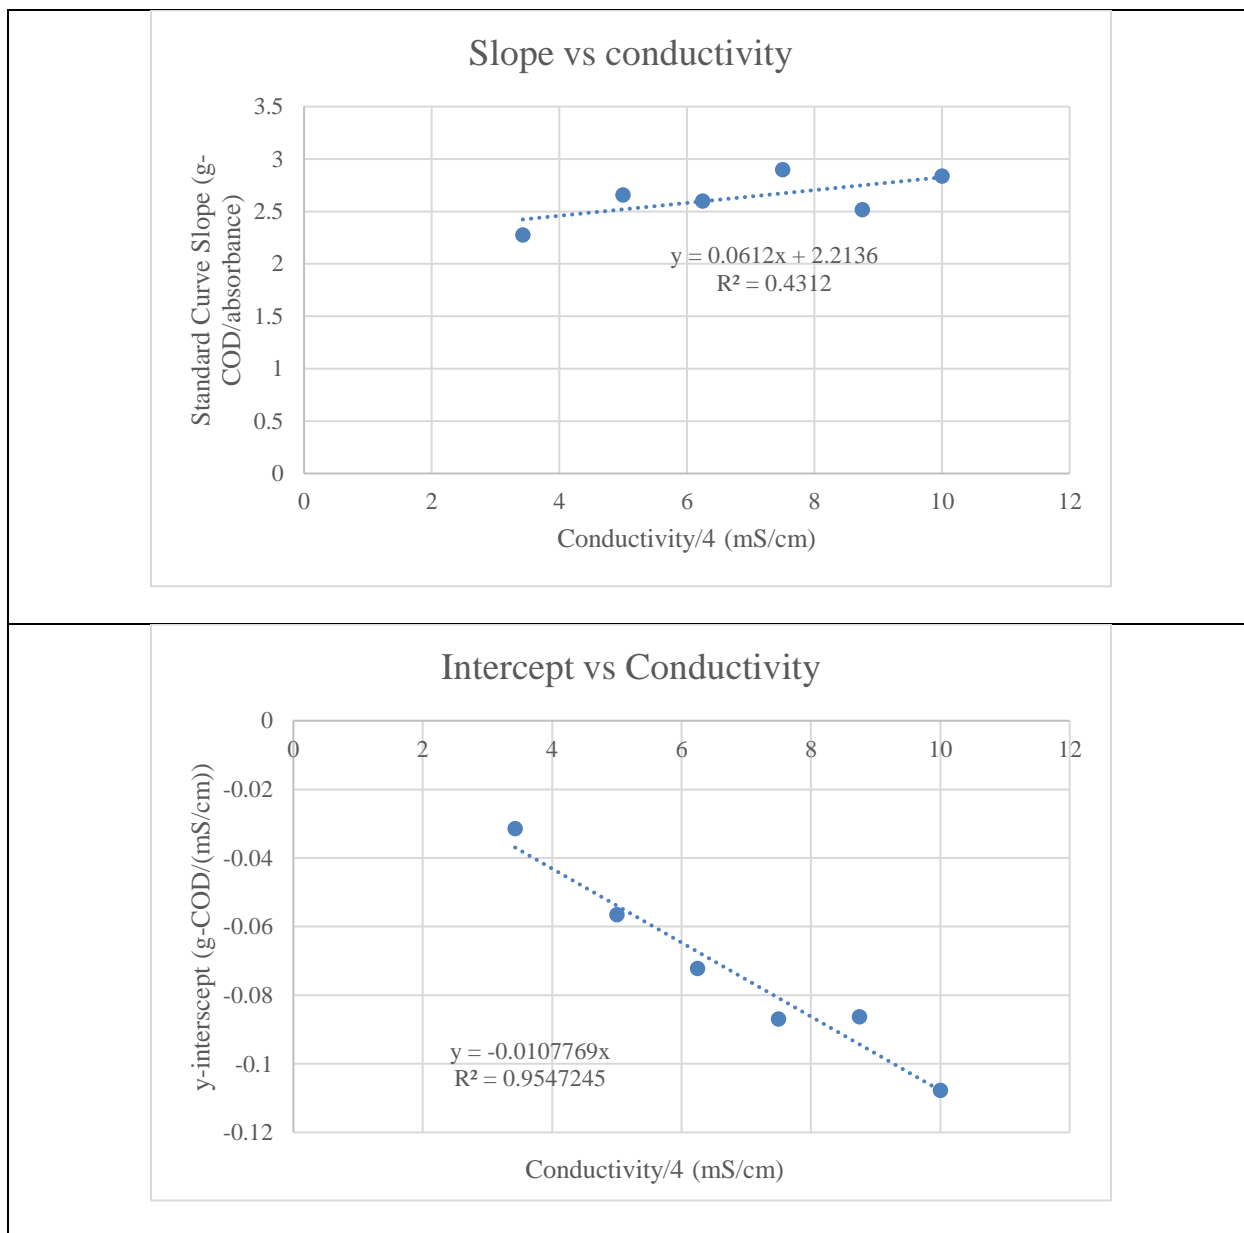 Slope vs conductivity
3.5
3
2.5
2
1.5
1
0.5
0
Standard Curve Slope (g-
COD/absorbance)
y = 0.0612x + 2.2136
R² = 0.4312
0 2 4 6 8 10 12
Conductivity/4 (mS/cm)
Intercept vs Conductivity
0
0 2 4 6 8 10 12
-0.02
-0.04
-0.06
-0.08
-0.1
-0.12
y-interscept (g-COD/(mS/cm))
y = -0.0107769x
R² = 0.9547245
Conductivity/4 (mS/cm)